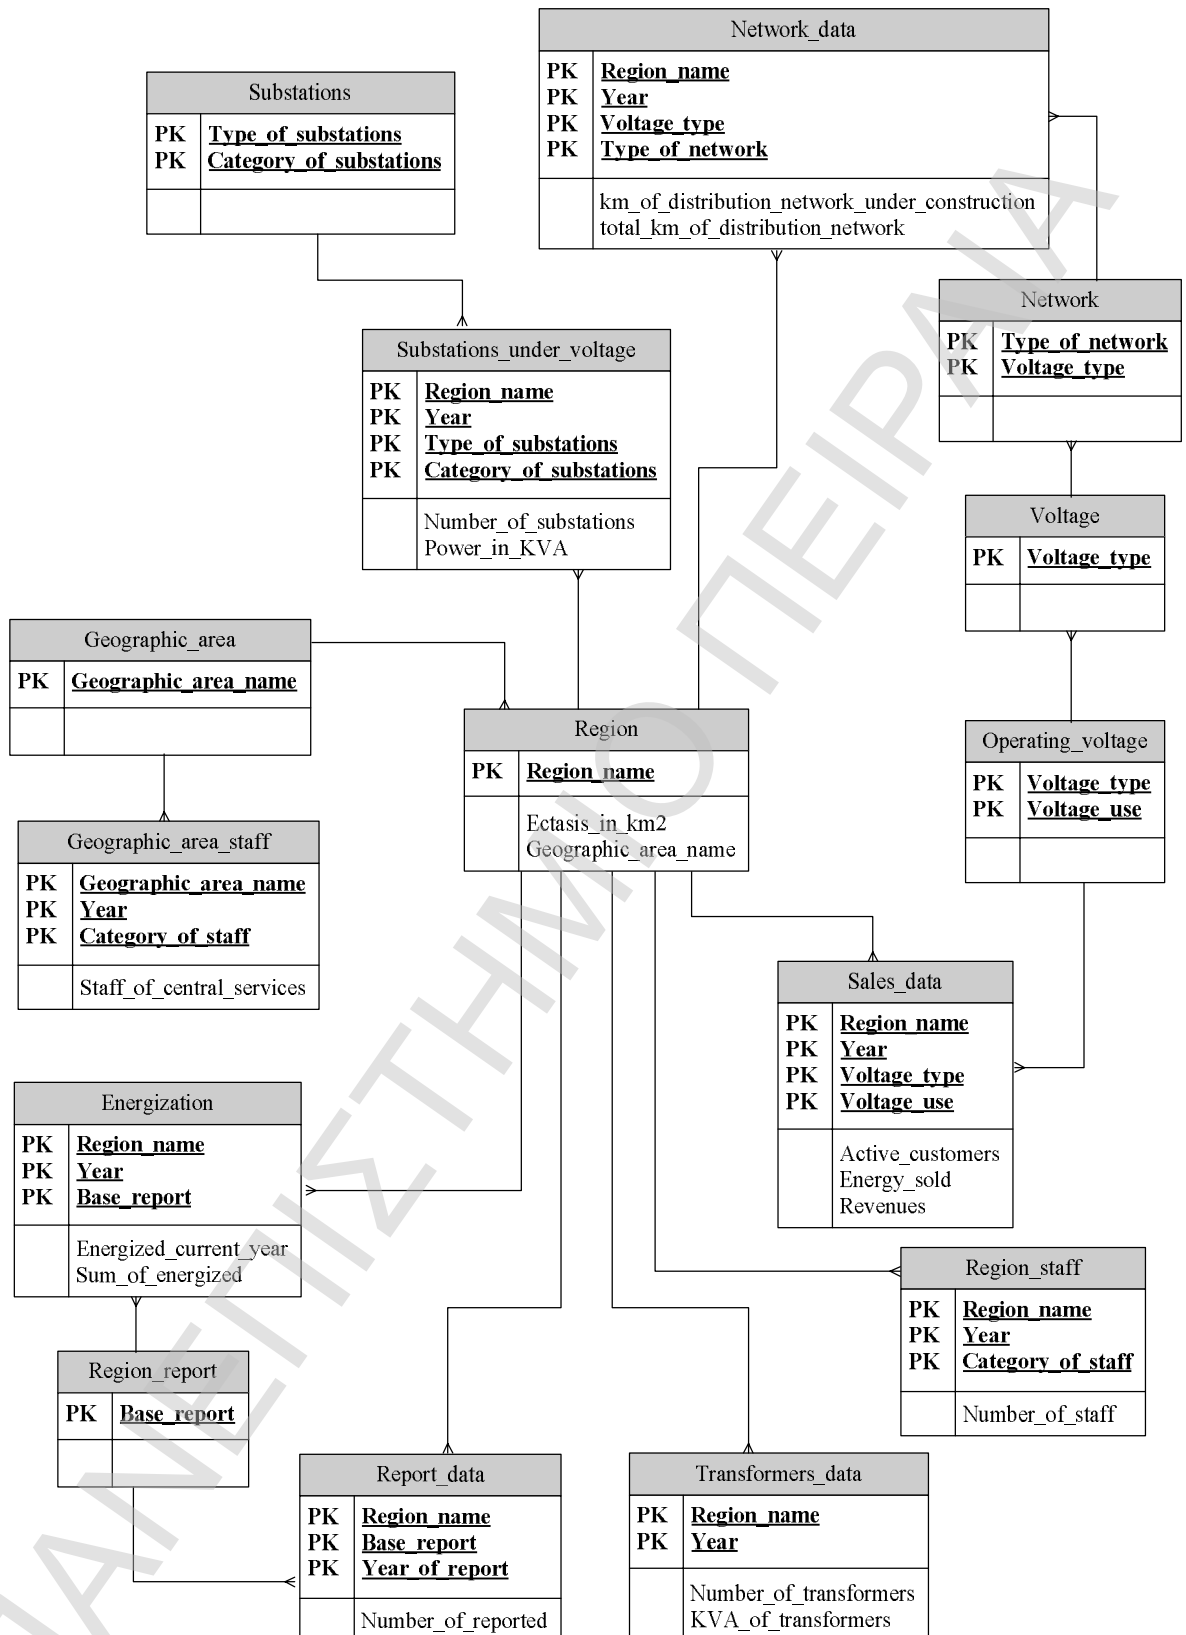 Network_data
PK Region_name
PK Year
PK Voltage_type
PK Type_of_network
km_of_distribution_network_under_construction
total_km_of_distribution_network
Substations
PK Type_of_substations
PK Category_of_substations
Network
PK Type_of_network
PK Voltage_type
Substations_under_voltage
PK Region_name
PK Year
PK Type_of_substations
PK Category_of_substations
Number_of_substations
Power_in_KVA
Voltage
PK Voltage_type
Geographic_area
PK Geographic_area_name
Region
PK Region_name
Ectasis_in_km2
Geographic_area_name
Operating_voltage
PK Voltage_type
PK Voltage_use
Geographic_area_staff
PK Geographic_area_name
PK Year
PK Category_of_staff
Staff_of_central_services
Sales_data
PK Region_name
PK Year
PK Voltage_type
PK Voltage_use
Active_customers
Energy_sold
Revenues
Energization
PK Region_name
PK Year
PK Base_report
Energized_current_year
Sum_of_energized
Region_staff
PK Region_name
PK Year
PK Category_of_staff
Number_of_staff
Region_report
PK Base_report
Report_data
PK Region_name
PK Base_report
PK Year_of_report
Number_of_reported
Transformers_data
PK Region_name
PK Year
Number_of_transformers
KVA_of_transformers
ΠΑΝΕΠΙΣΤΗΜΙΟ ΠΕΙΡΑΙΑ